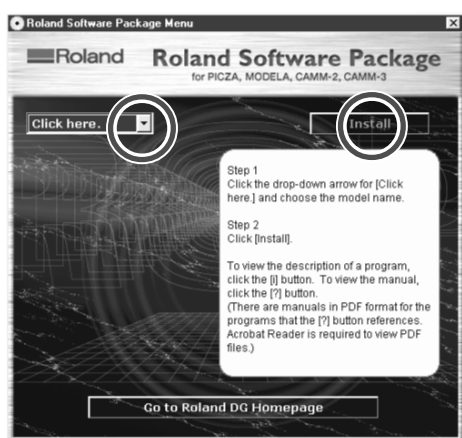 Roland Software Package Menu
Roland
Roland Software Package
for PICZA, MODELA, CAMM-2, CAMM-3
Click here.
Install
Step 1
Click the drop-down arrow for [Click
here.] and choose the model name.
Step 2
Click [Install].
To view the description of a program,
click the [i] button.  To view the manual,
click the [?] button.
(There are manuals in PDF format for the
programs that the [?] button references.
Acrobat Reader is required to view PDF
files.)
Go to Roland DG Homepage